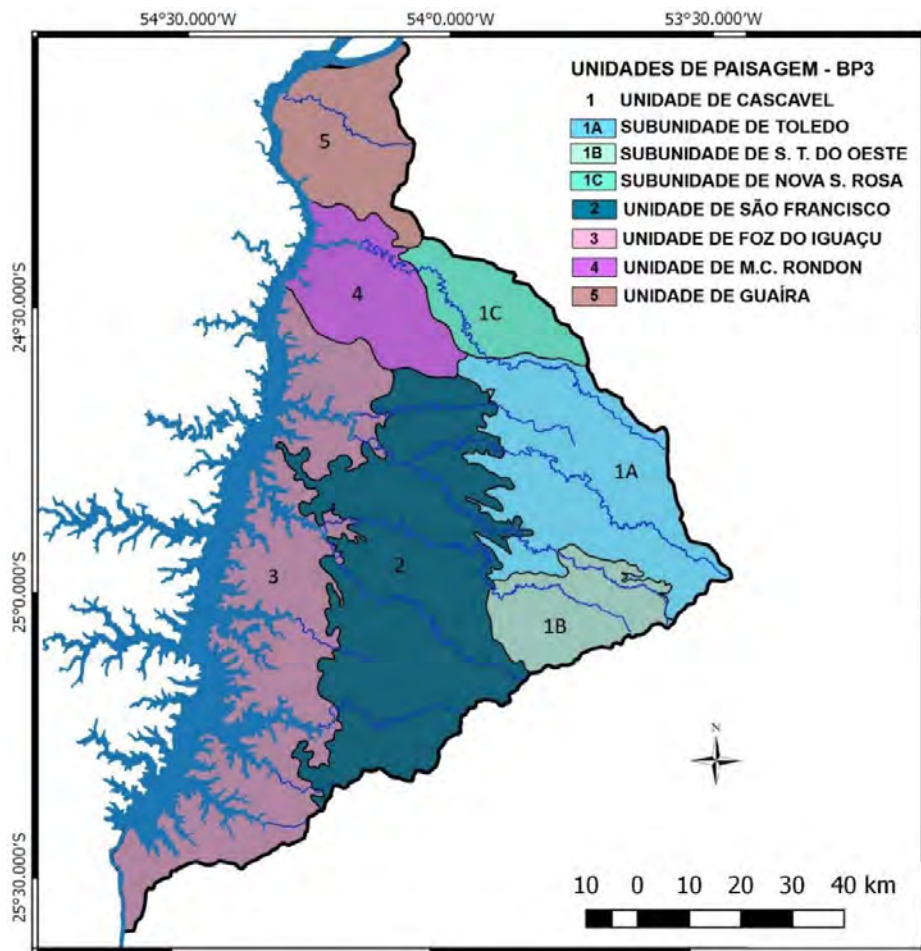 54°30.000'W 54°0.000'W 53°30.000'W
UNIDADES DE PAISAGEM - BP3
1 UNIDADE DE CASCAVEL
1A SUBUNIDADE DE TOLEDO
1B SUBUNIDADE DE S. T. DO OESTE
1C SUBUNIDADE DE NOVA S. ROSA
2 UNIDADE DE SÃO FRANCISCO
3 UNIDADE DE FOZ DO IGUAÇU
4 UNIDADE DE M.C. RONDON
5 UNIDADE DE GUAÍRA
5
4
1C
24°30.000'S
1A
2
3
25°0.000'S
1B
N
25°30.000'S
10 0 10 20 30 40 km